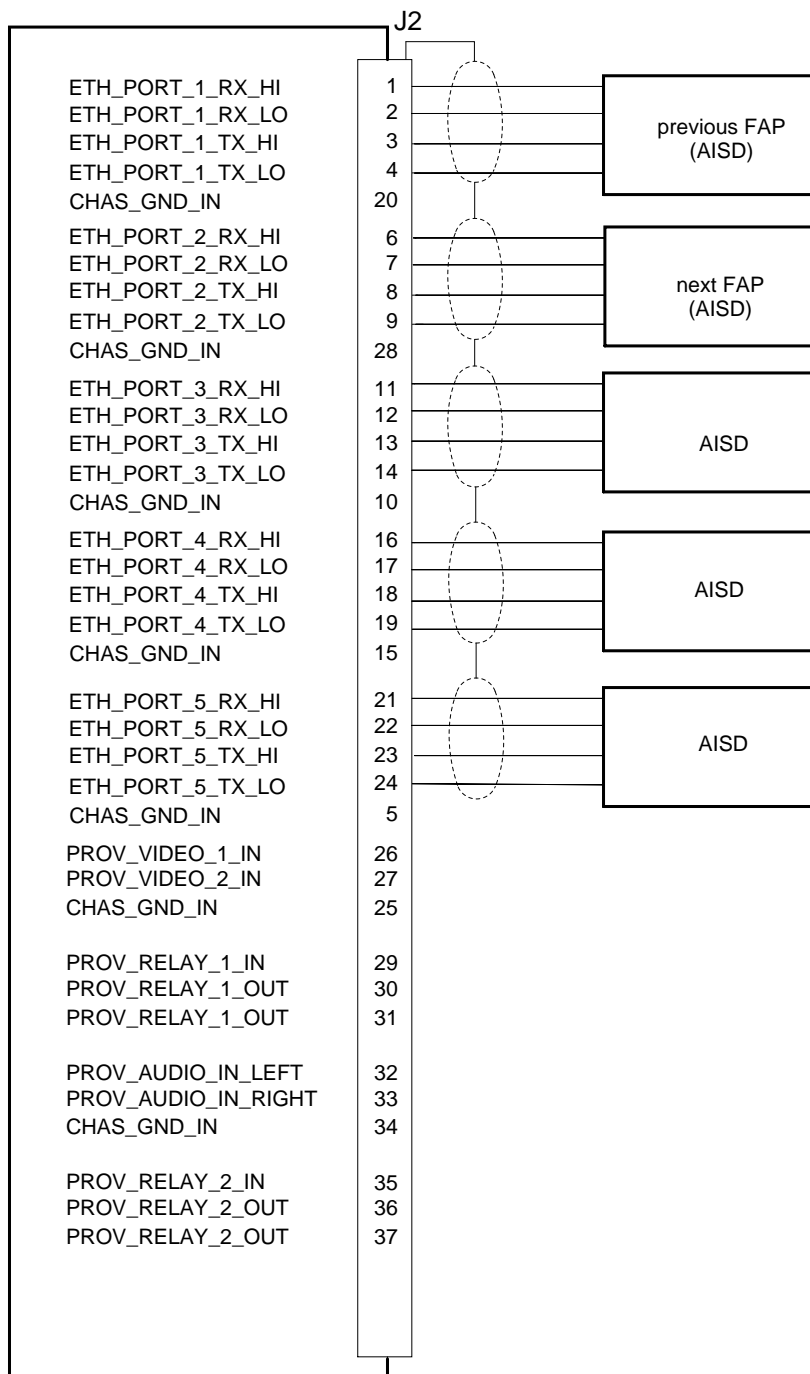 J2
ETH_PORT_1_RX_HI 1
ETH_PORT_1_RX_LO 2
ETH_PORT_1_TX_HI 3
ETH_PORT_1_TX_LO 4
CHAS_GND_IN 20
previous FAP
(AISD)
ETH_PORT_2_RX_HI 6
ETH_PORT_2_RX_LO 7
ETH_PORT_2_TX_HI 8
ETH_PORT_2_TX_LO 9
CHAS_GND_IN 28
next FAP
(AISD)
ETH_PORT_3_RX_HI 11
ETH_PORT_3_RX_LO 12
ETH_PORT_3_TX_HI 13
ETH_PORT_3_TX_LO 14
CHAS_GND_IN 10
AISD
ETH_PORT_4_RX_HI 16
ETH_PORT_4_RX_LO 17
ETH_PORT_4_TX_HI 18
ETH_PORT_4_TX_LO 19
CHAS_GND_IN 15
AISD
ETH_PORT_5_RX_HI 21
ETH_PORT_5_RX_LO 22
ETH_PORT_5_TX_HI 23
ETH_PORT_5_TX_LO 24
CHAS_GND_IN 5
AISD
PROV_VIDEO_1_IN 26
PROV_VIDEO_2_IN 27
CHAS_GND_IN 25
PROV_RELAY_1_IN 29
PROV_RELAY_1_OUT 30
PROV_RELAY_1_OUT 31
PROV_AUDIO_IN_LEFT 32
PROV_AUDIO_IN_RIGHT 33
CHAS_GND_IN 34
PROV_RELAY_2_IN 35
PROV_RELAY_2_OUT 36
PROV_RELAY_2_OUT 37